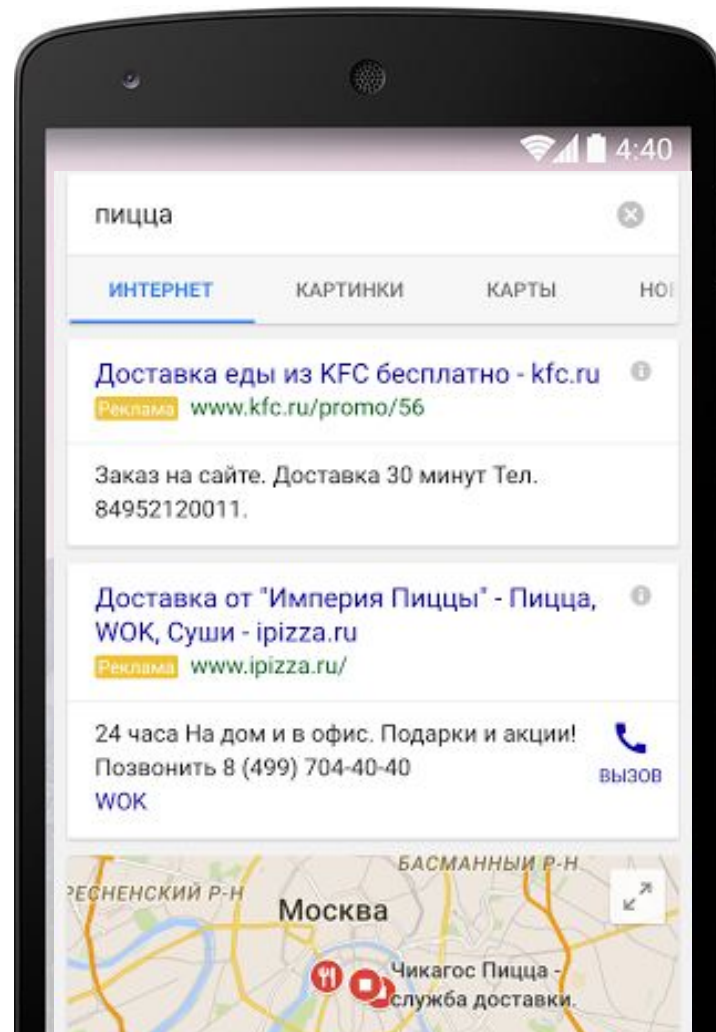 4:40
пицца
ИНТЕРНЕТ КАРТИНКИ КАРТЫ НО
Доставка еды из KFC бесплатно - kfc.ru
Реклама www.kfc.ru/promo/56
Заказ на сайте. Доставка 30 минут Тел.
84952120011.
Доставка от "Империя Пиццы" - Пицца,
WOK, Суши - ipizza.ru
Реклама www.ipizza.ru/
24 часа На дом и в офис. Подарки и акции!
Позвонить 8 (499) 704-40-40
ВЫЗОВ
WOK
БАСМАННЫЙ Р-Н
РЕСНЕНСКИЙ Р-Н
Москва
Чикагос Пицца -
служба доставки.